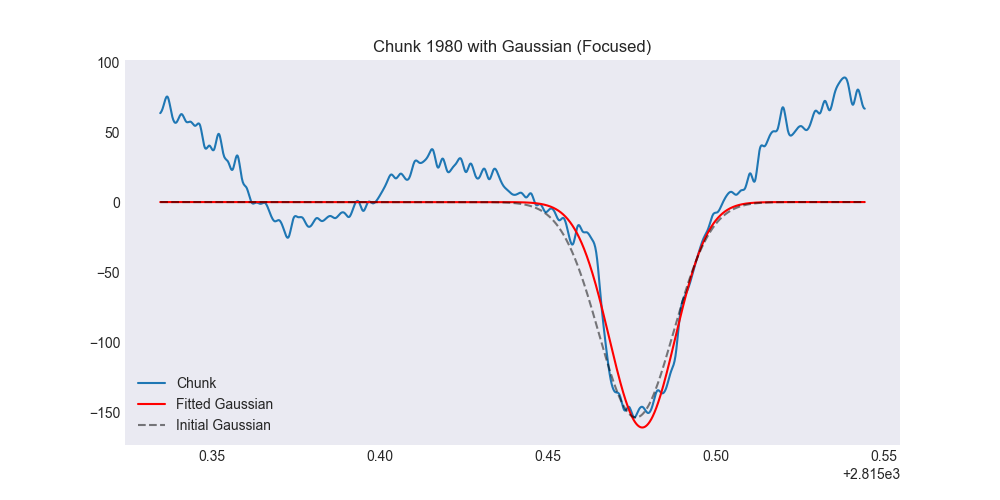 Chunk 1980 with Gaussian (Focused)
100
50
0
−50
−100
−150
Chunk
Fitted Gaussian
Initial Gaussian
0.35 0.40 0.45 0.50 0.55
+2.815e3